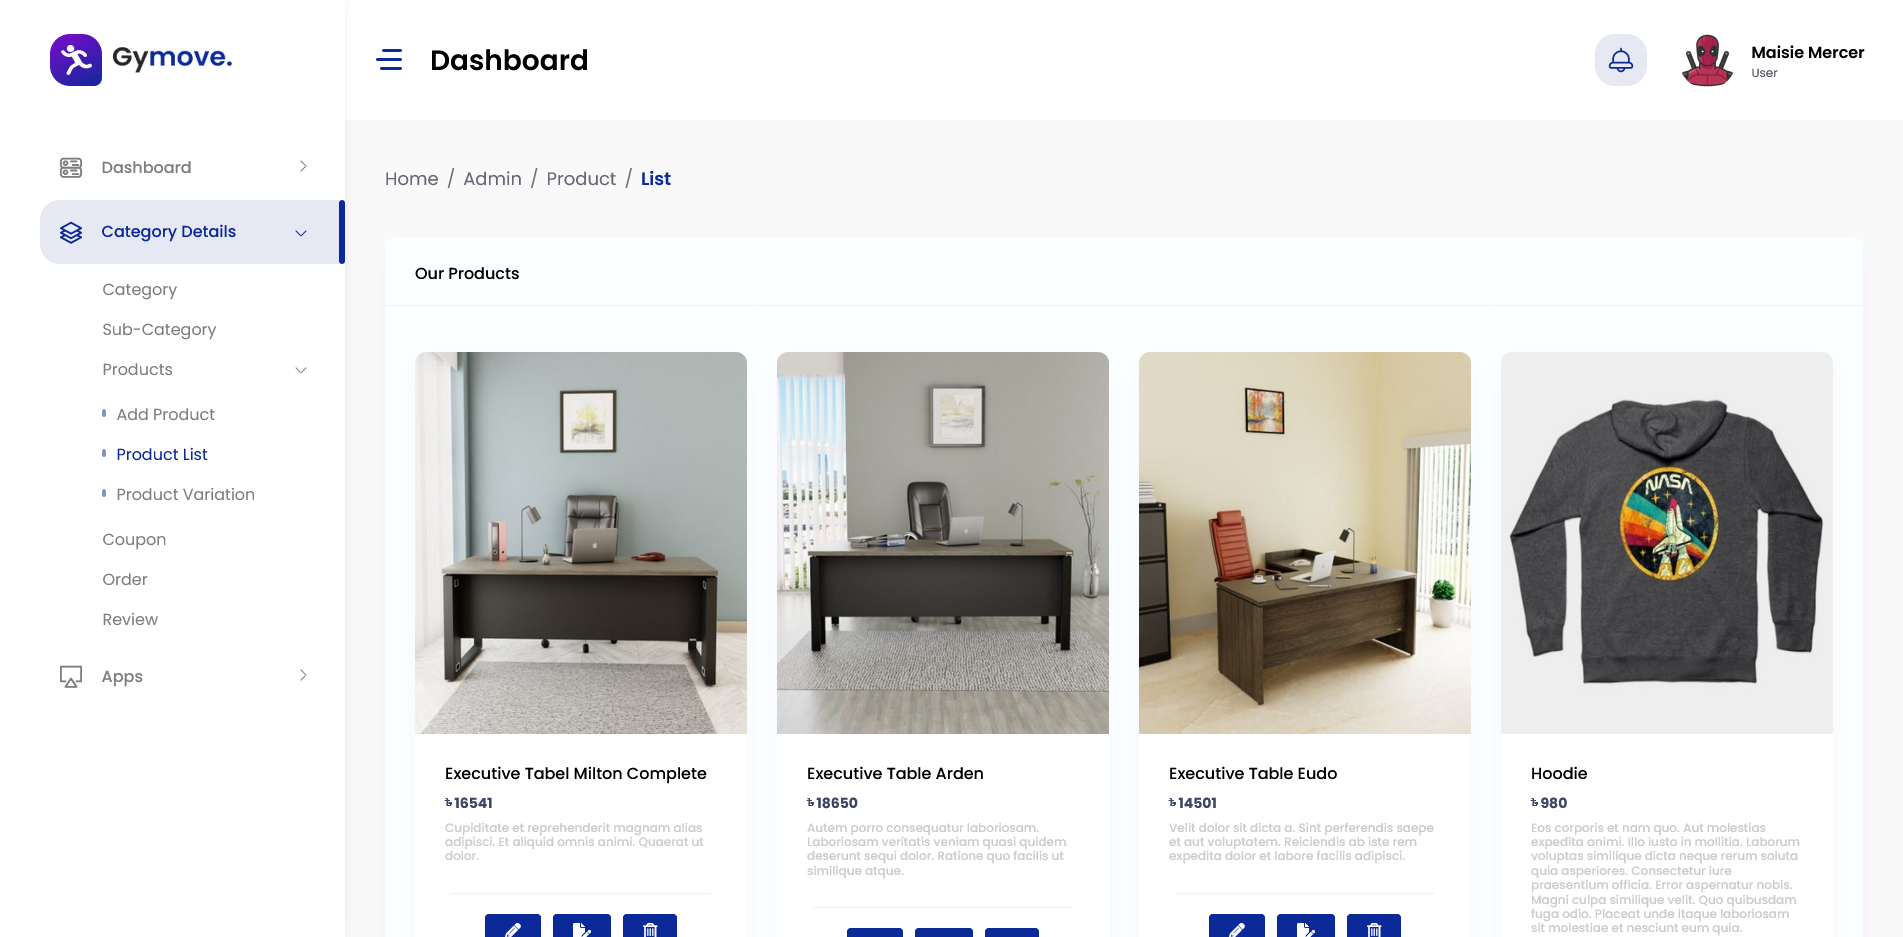 Gymove.
Dashboard
Maisie Mercer
User
Dashboard
Category Details
Category
Sub-Category
Products
Add Product
Product List
Product Variation
Coupon
Order
Review
Apps
Home / Admin / Product / List
Our Products
Executive Tabel Milton Complete
৳ 16541
Cupiditate et reprehenderit magnam alias
adipisci. Et aliquid omnis animi. Quaerat ut
dolor.
Executive Table Arden
৳ 18650
Autem porro consequatur laboriosam.
Laboriosam veritatis veniam quasi quidem
deserunt sequi dolor. Ratione quo facilis ut
similique atque.
Executive Table Eudo
৳ 14501
Velit dolor sit dicta a. Sint perferendis saepe
et aut voluptatem. Reiciendis ab iste rem
expedita dolor et labore facilis adipisci.
NASA
Hoodie
৳ 980
Eos corporis et nam quo. Aut molestias
expedita animi. Illo iusto in mollitia. Laborum
voluptas similique dicta neque rerum soluta
quia asperiores. Consectetur iure
praesentium officia. Error aspernatur nobis.
Magni culpa similique velit. Quo quibusdam
fuga odio. Placeat unde itaque laboriosam
sit molestiae et nesciunt eum quia.